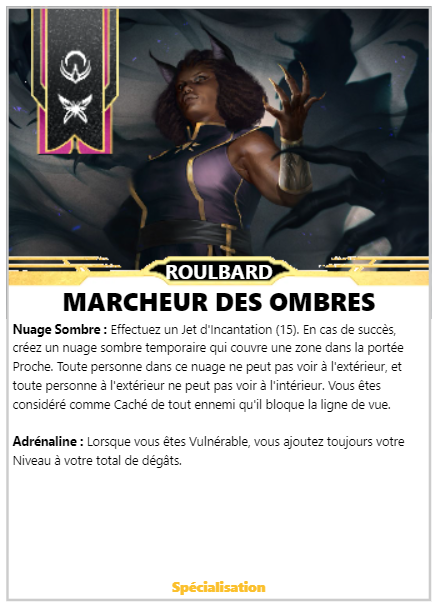 ROULBARD
MARCHEUR DES OMBRES
Nuage Sombre : Effectuez un Jet d'Incantation (15). En cas de succès,
créez un nuage sombre temporaire qui couvre une zone dans la portée
Proche. Toute personne dans ce nuage ne peut pas voir à l'extérieur, et
toute personne à l'extérieur ne peut pas voir à l'intérieur. Vous êtes
considéré comme Caché de tout ennemi qu'il bloque la ligne de vue.
Adrénaline : Lorsque vous êtes Vulnérable, vous ajoutez toujours votre
Niveau à votre total de dégâts.
Spécialisation